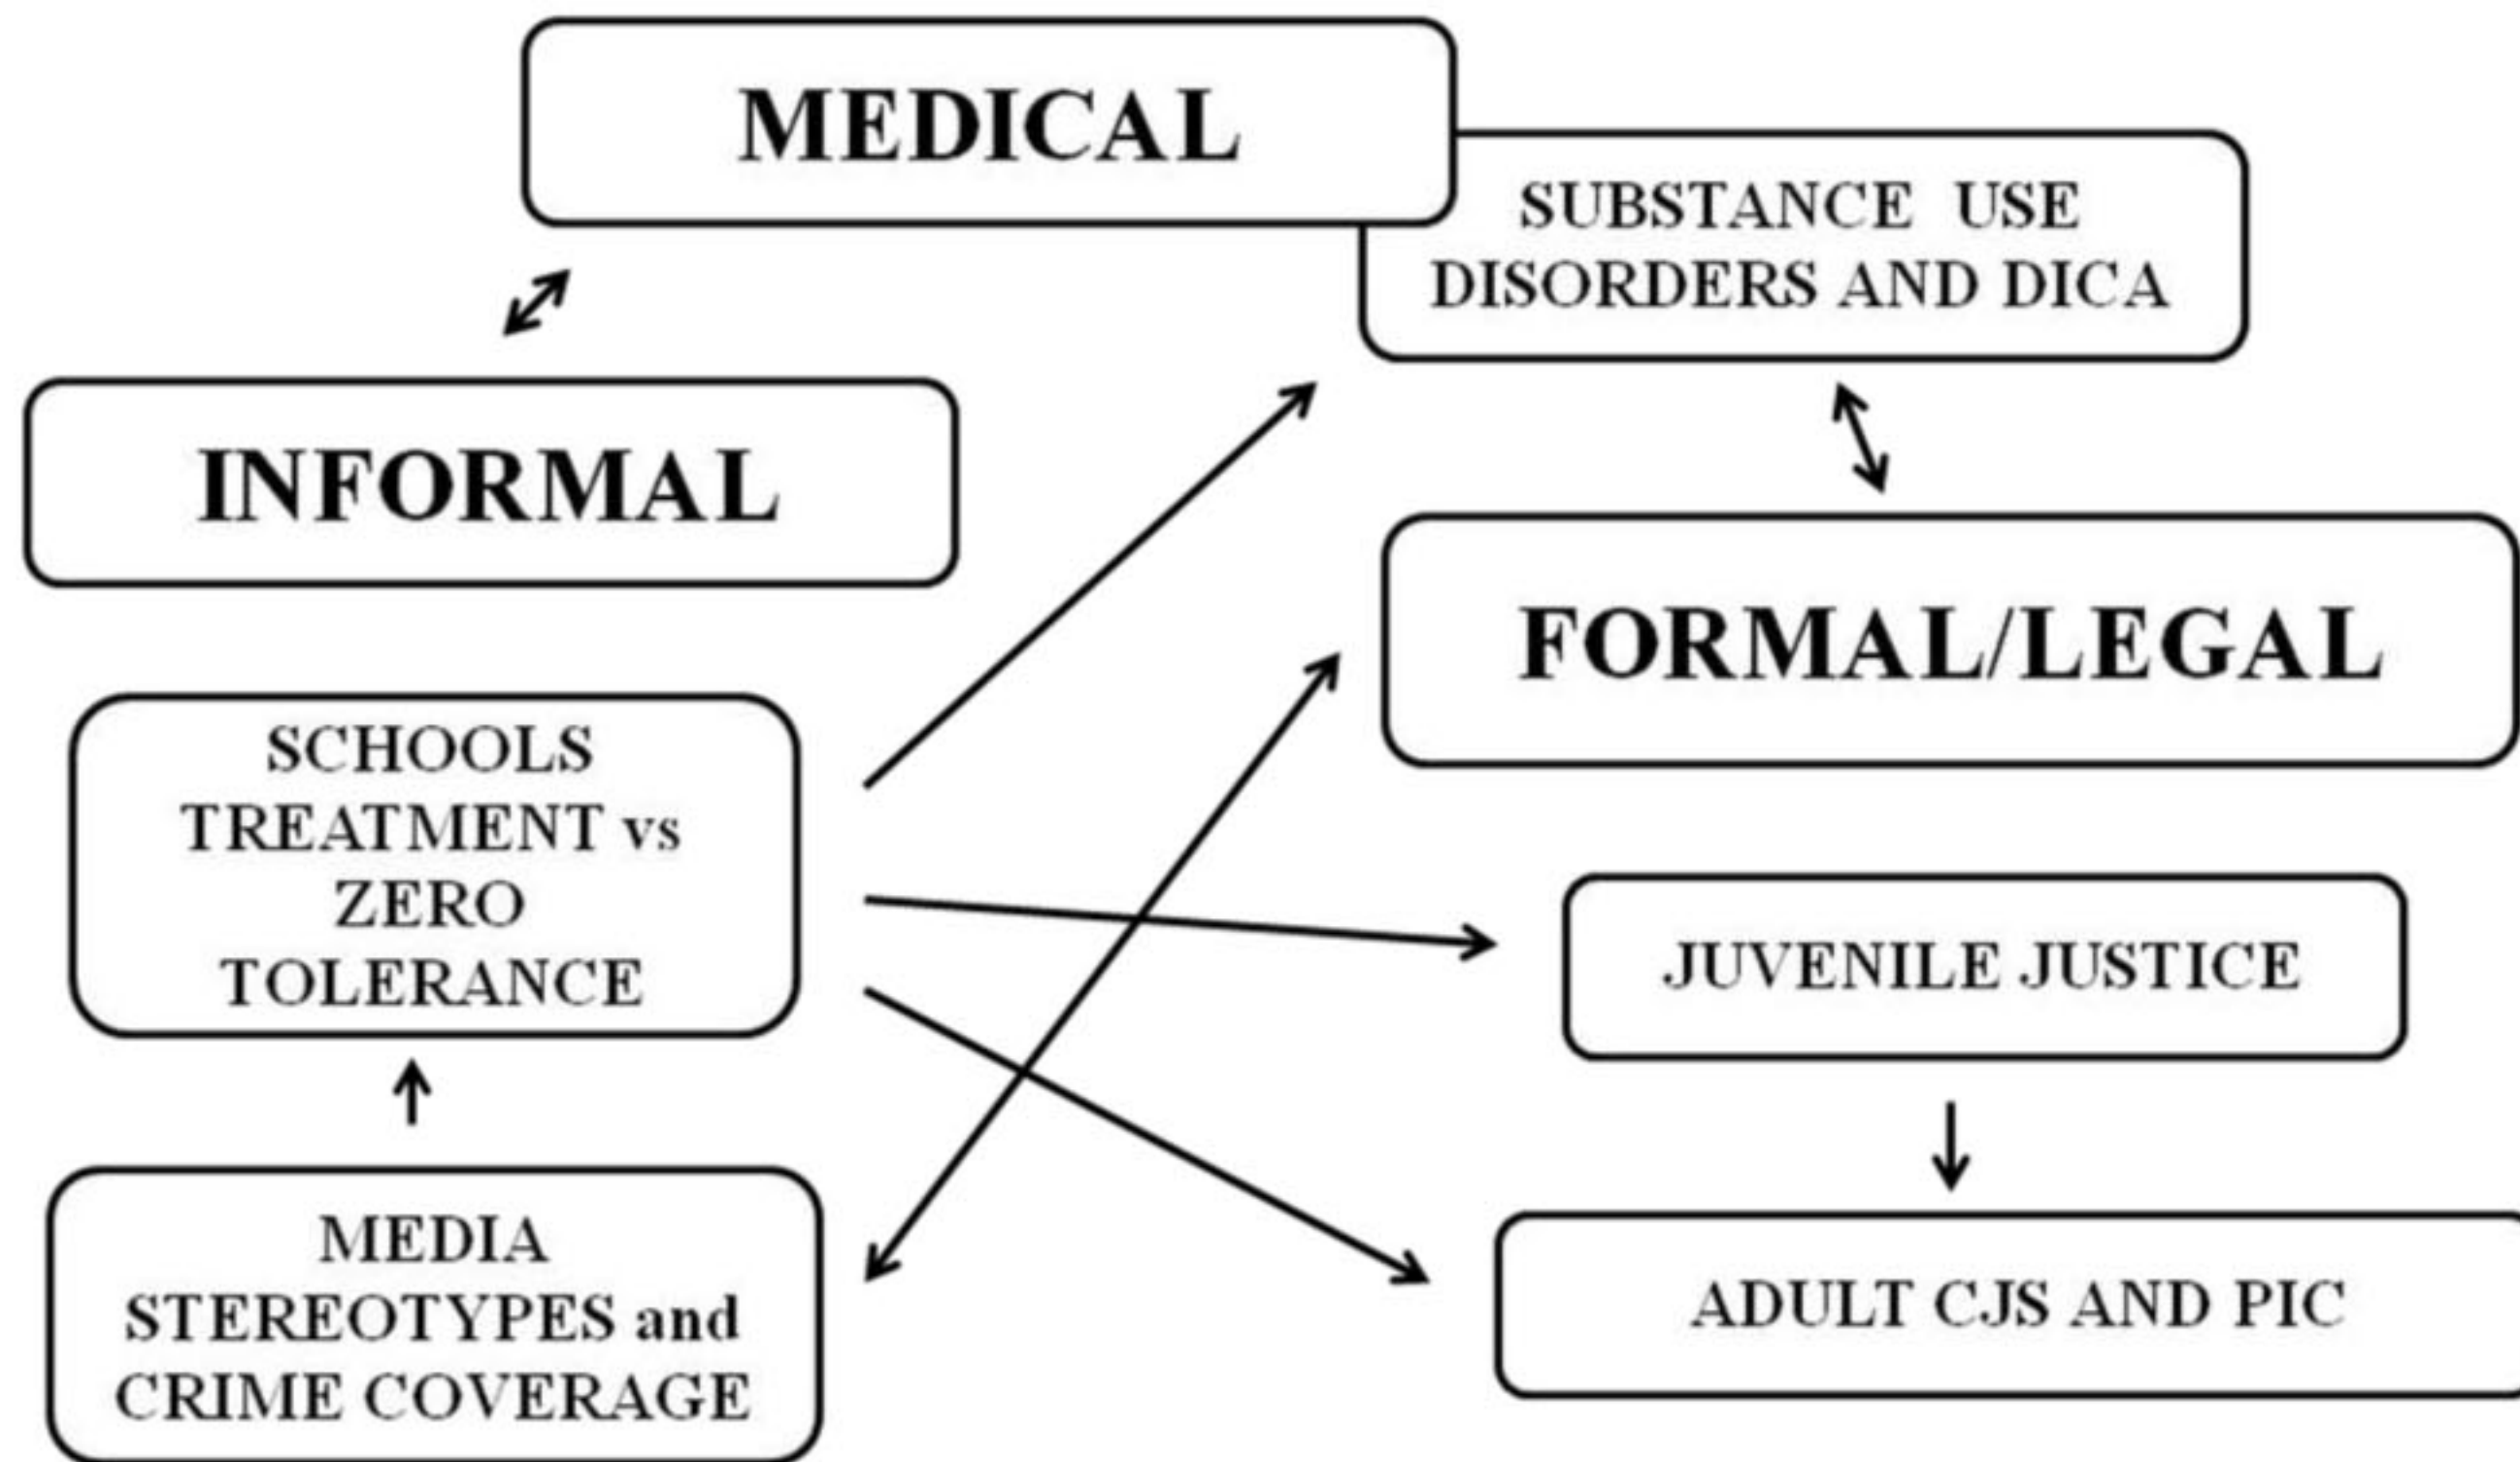 MEDICAL
SUBSTANCE USE
DISORDERS AND DICA
INFORMAL
FORMAL/LEGAL
SCHOOLS
TREATMENT vs
ZERO
TOLERANCE
JUVENILE JUSTICE
MEDIA
STEREOTYPES and
CRIME COVERAGE
ADULT CJS AND PIC